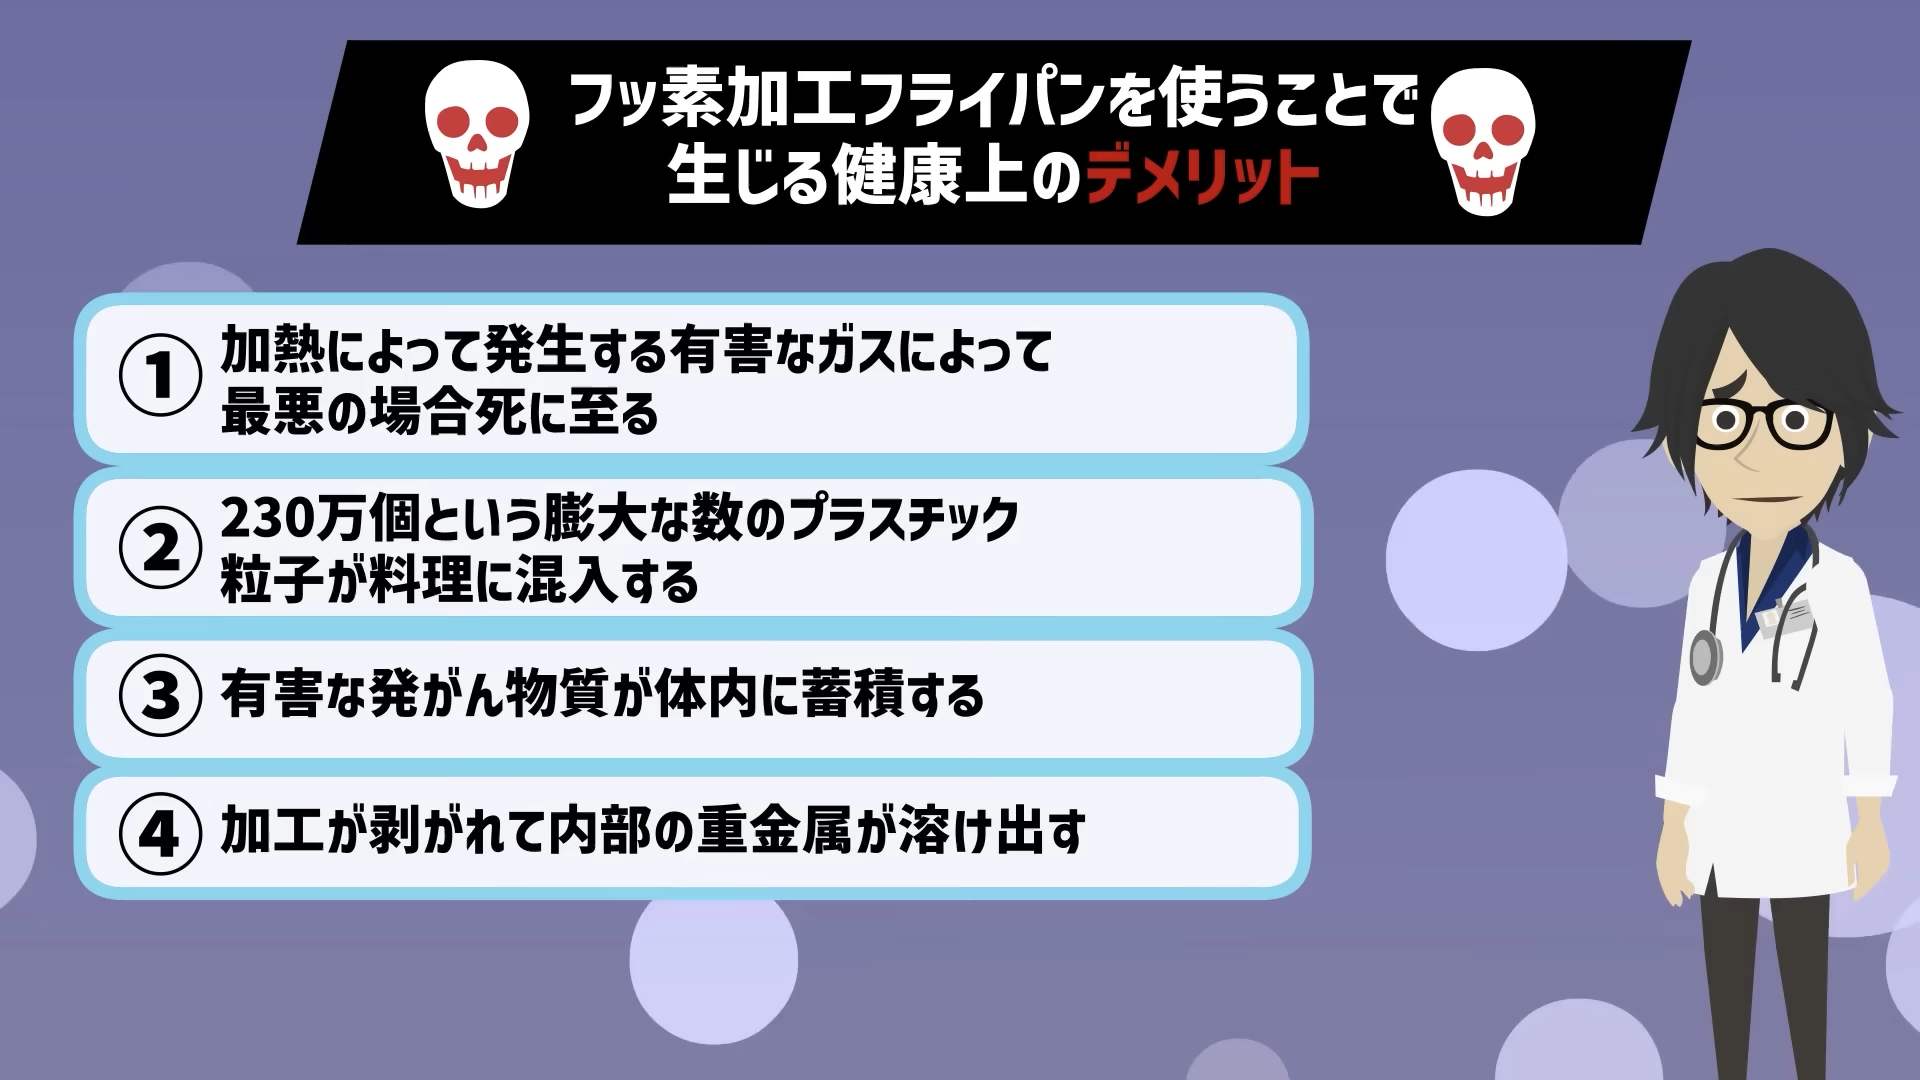 フッ素加工フライパンを使うことで
生じる健康上のデメリット
① 加熱によって発生する有害なガスによって
最悪の場合死に至る
② 230万個という膨大な数のプラスチック
粒子が料理に混入する
③ 有害な発がん物質が体内に蓄積する
④ 加工が剥がれて内部の重金属が溶け出す